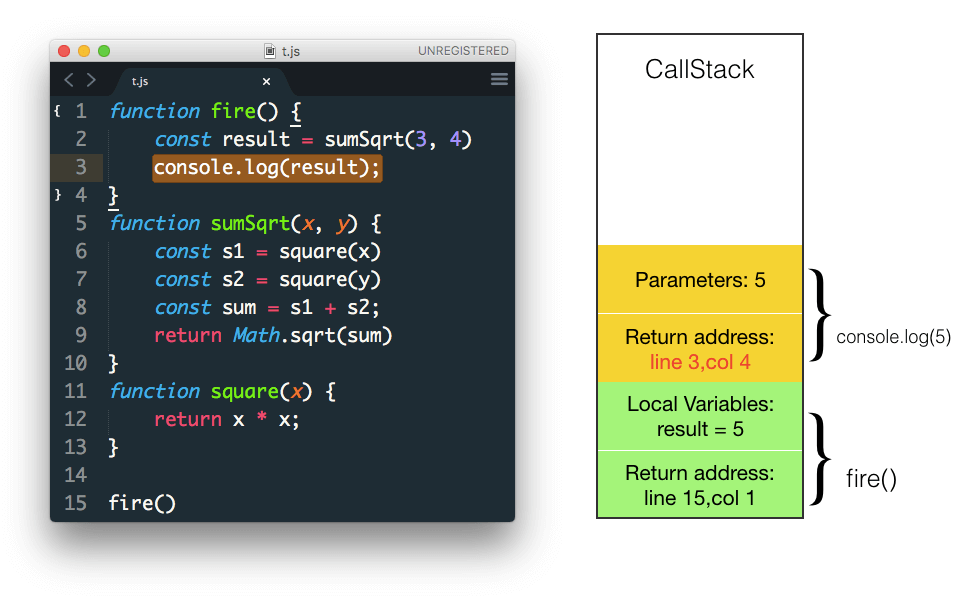 t.js
UNREGISTERED
t.js ×
{ 1 function fire() {
2 const result = sumSqrt(3, 4)
3 console.log(result);
} 4 }
5 function sumSqrt(x, y) {
6 const s1 = square(x)
7 const s2 = square(y)
8 const sum = s1 + s2;
9 return Math.sqrt(sum)
10 }
11 function square(x) {
12 return x * x;
13 }
14
15 fire()
CallStack
Parameters: 5
Return address:
line 3,col 4
console.log(5)
Local Variables:
result = 5
Return address:
line 15,col 1
fire()